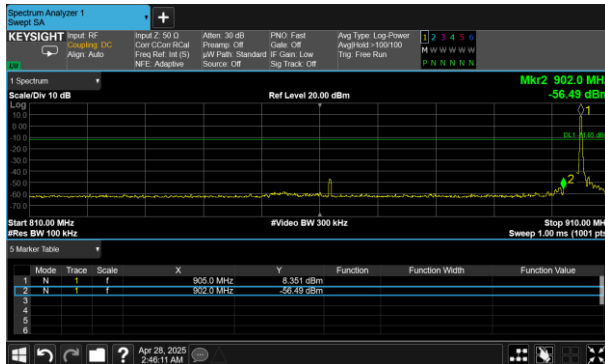 Spectrum Analyzer 1
Swept SA
+
KEYSIGHT Input: RF Input Z: 50 Ω Atten: 30 dB PNO: Fast Avg Type: Log-Power 1 2 3 4 5 6
Coupling: DC Corr CCorr RCal Preamp: Off Gate: Off Avg|Hold:>100/100 M W W W W W
Align: Auto Freq Ref: Int (S) µW Path: Standard IF Gain: Low Trig: Free Run
NFE: Adaptive Source: Off Sig Track: Off P N N N N N
1 Spectrum Mkr2 902.0 MHz
Scale/Div 10 dB Ref Level 20.00 dBm -56.49 dBm
Log
10.0
0.00
-10.0
-20.0
-30.0
-40.0
-50.0
-60.0
-70.0
1
2
Start 810.00 MHz #Video BW 300 kHz Stop 910.00 MHz
#Res BW 100 kHz Sweep 1.00 ms (1001 pts
5 Marker Table
Mode Trace Scale X Y Function Function Width Function Value
1 N 1 f 905.0 MHz 8.351 dBm
2 N 1 f 902.0 MHz -56.49 dBm
3
4
5
6
? Apr 28, 2025
2:46:11 AM